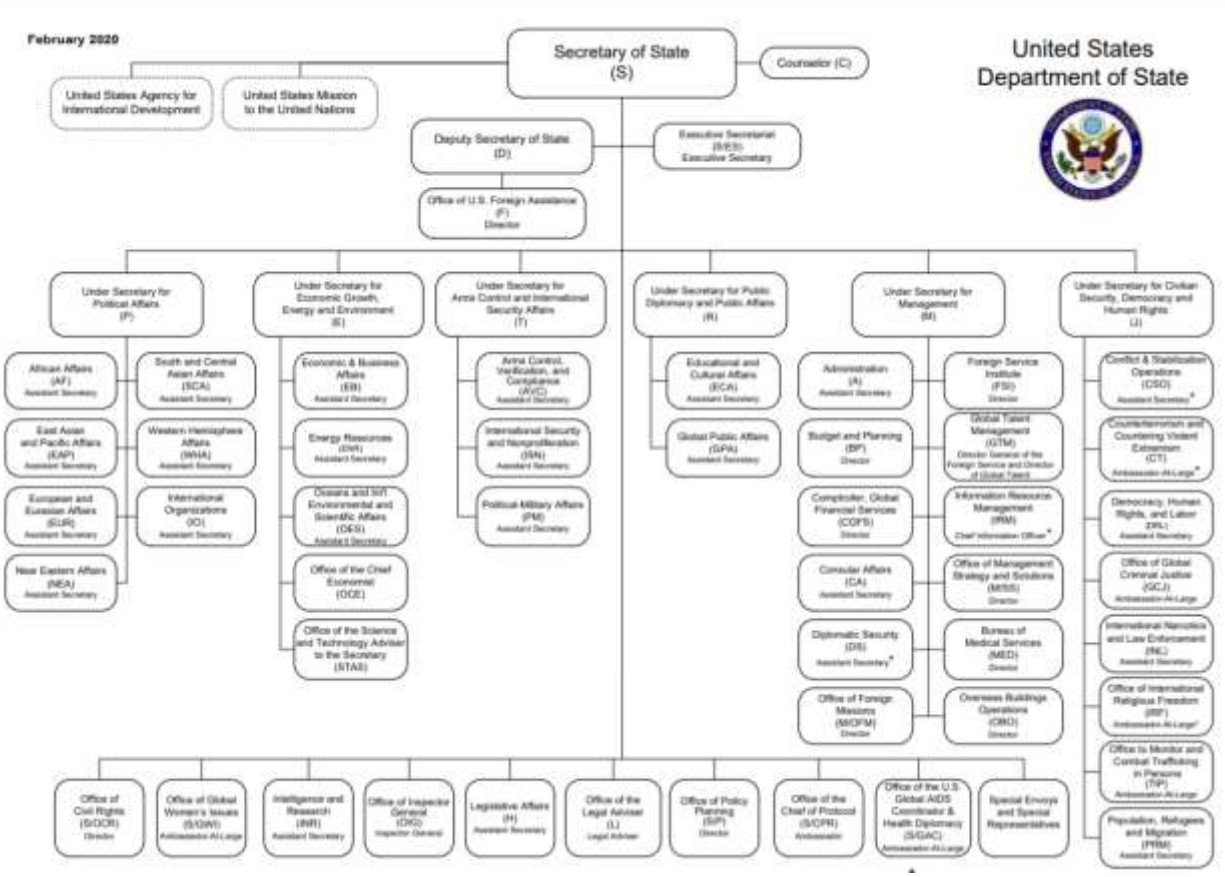 February 2020
United States
Department of State
Secretary of State
(S)
Counselor (C)
United States Agency for
International Development
United States Mission
to the United Nations
Deputy Secretary of State
(D)
Executive Secretariat
(S/ES)
Executive Secretary
Office of U.S. Foreign Assistance
(F)
Director
Under Secretary for
Political Affairs
(P)
Under Secretary for
Economic Growth,
Energy and Environment
(E)
Under Secretary for
Arms Control and International
Security Affairs
(T)
Under Secretary for Public
Diplomacy and Public Affairs
(R)
Under Secretary for
Management
(M)
Under Secretary for Civilian
Security, Democracy and
Human Rights
(J)
African Affairs
(AF)
Assistant Secretary
South and Central
Asian Affairs
(SCA)
Assistant Secretary
East Asian
and Pacific Affairs
(EAP)
Assistant Secretary
Western Hemisphere
Affairs
(WHA)
Assistant Secretary
European and
Eurasian Affairs
(EUR)
Assistant Secretary
International
Organizations
(IO)
Assistant Secretary
Near Eastern Affairs
(NEA)
Assistant Secretary
Economic & Business
Affairs
(EB)
Assistant Secretary
Energy Resources
(ENR)
Assistant Secretary
Oceans and Int'l
Environmental and
Scientific Affairs
(OES)
Assistant Secretary
Office of the Chief
Economist
(OCE)
Office of the Science
and Technology Adviser
to the Secretary
(STAS)
Arms Control,
Verification, and
Compliance
(AVC)
Assistant Secretary
International Security
and Nonproliferation
(ISN)
Assistant Secretary
Political-Military Affairs
(PM)
Assistant Secretary
Educational and
Cultural Affairs
(ECA)
Assistant Secretary
Global Public Affairs
(GPA)
Assistant Secretary
Administration
(A)
Assistant Secretary
Foreign Service
Institute
(FSI)
Director
Budget and Planning
(BP)
Director
Global Talent
Management
(GTM)
Director General of the
Foreign Service and Director
of Global Talent
Comptroller, Global
Financial Services
(CGFS)
Director
Information Resource
Management
(IRM)
Chief Information Officer*
Consular Affairs
(CA)
Assistant Secretary
Office of Management
Strategy and Solutions
(M/SS)
Director
Diplomatic Security
(DS)
Assistant Secretary*
Bureau of
Medical Services
(MED)
Director
Office of Foreign
Missions
(M/OFM)
Director
Overseas Buildings
Operations
(OBO)
Director
Conflict & Stabilization
Operations
(CSO)
Assistant Secretary*
Counterterrorism and
Countering Violent
Extremism
(CT)
Ambassador-At-Large*
Democracy, Human
Rights, and Labor
(DRL)
Assistant Secretary
Office of Global
Criminal Justice
(GCJ)
Ambassador-At-Large
International Narcotics
and Law Enforcement
(INL)
Assistant Secretary
Office of International
Religious Freedom
(IRF)
Ambassador-At-Large*
Office to Monitor and
Combat Trafficking
in Persons
(TIP)
Ambassador-At-Large
Population, Refugees
and Migration
(PRM)
Assistant Secretary
Office of
Civil Rights
(S/OCR)
Director
Office of Global
Women's Issues
(S/GWI)
Ambassador-At-Large
Intelligence and
Research
(INR)
Assistant Secretary
Office of Inspector
General
(OIG)
Inspector General
Legislative Affairs
(H)
Assistant Secretary
Office of the
Legal Adviser
(L)
Legal Adviser
Office of Policy
Planning
(S/P)
Director
Office of the
Chief of Protocol
(S/CPR)
Ambassador
Office of the U.S.
Global AIDS
Coordinator &
Health Diplomacy
(S/GAC)
Ambassador-At-Large
*
Special Envoys
and Special
Representatives